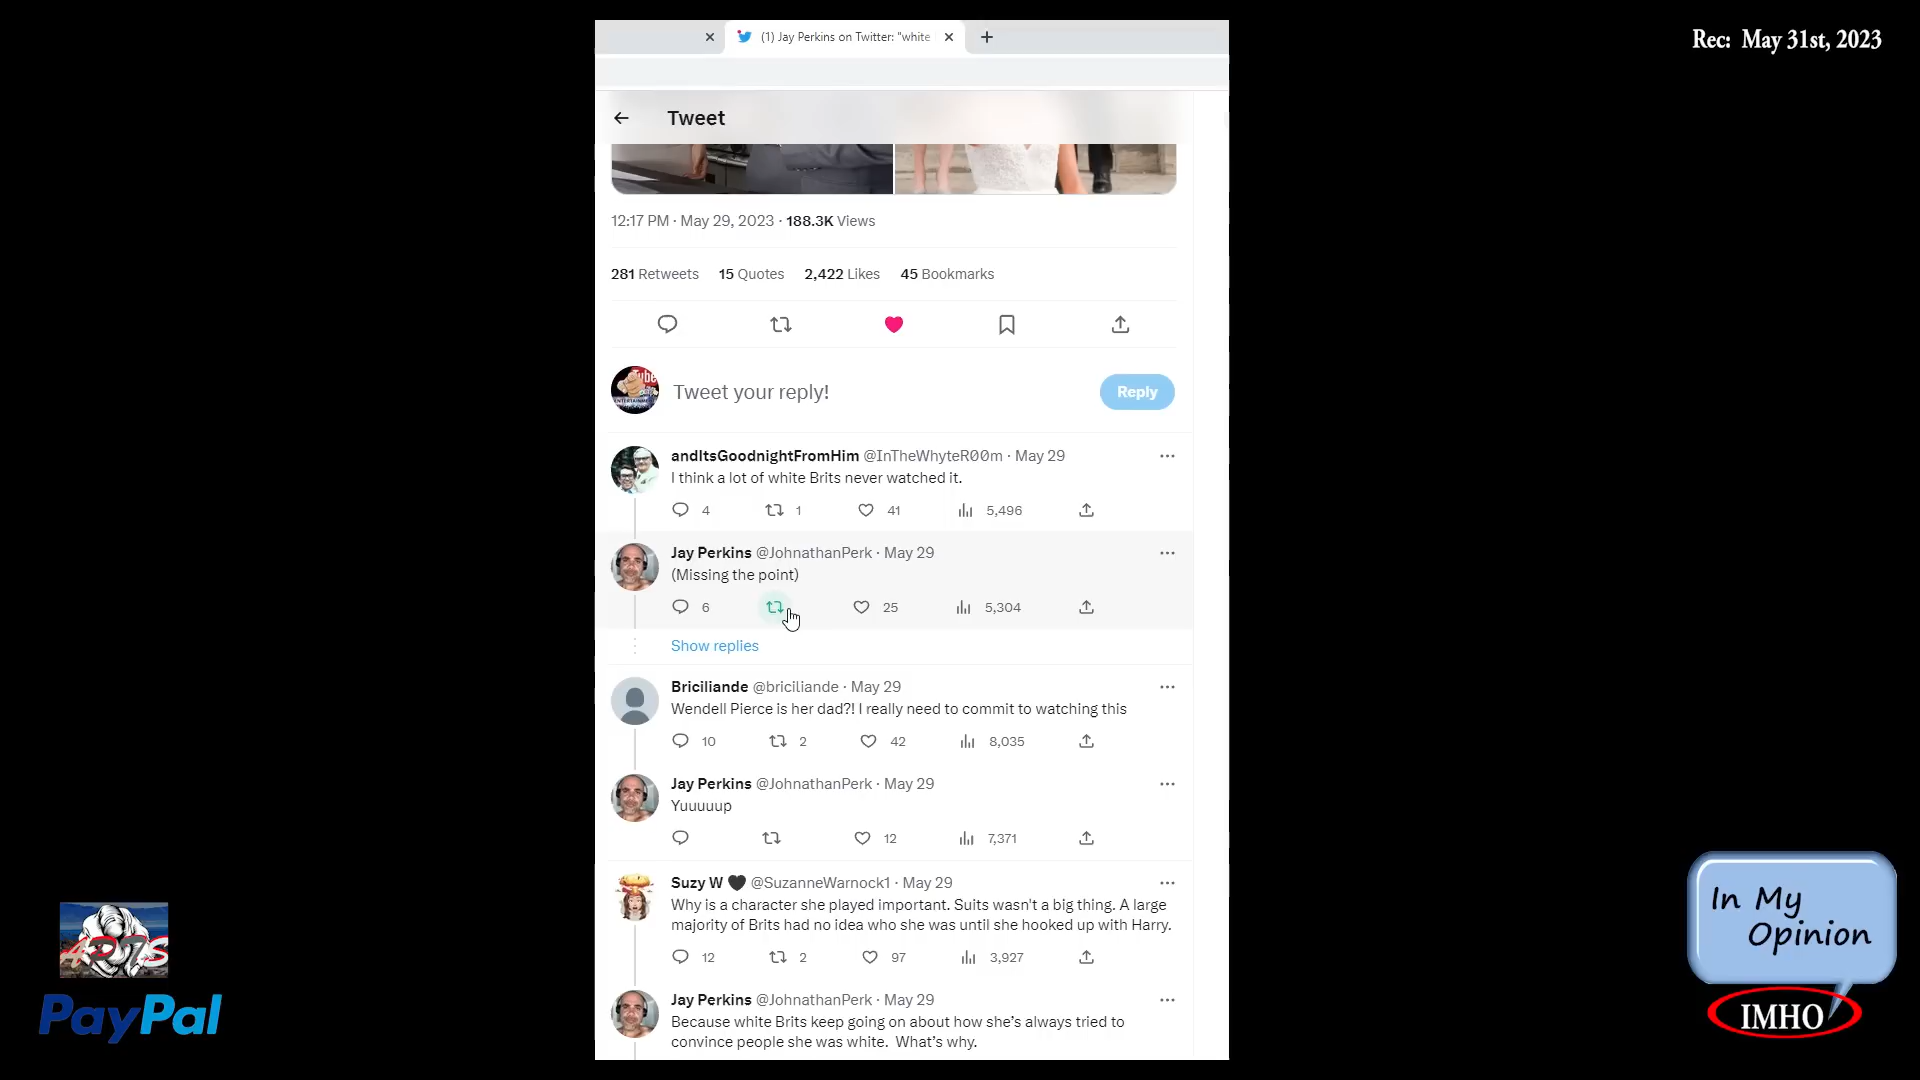 Rec: May 31st, 2023
(1) Jay Perkins on Twitter: "white
Tweet
12:17 PM · May 29, 2023 · 188.3K Views
281 Retweets 15 Quotes 2,422 Likes 45 Bookmarks
Tweet your reply!
Reply
andItsGoodnightFromHim @InTheWhyteR00m · May 29
I think a lot of white Brits never watched it.
4 1 41 5,496
Jay Perkins @JohnathanPerk · May 29
(Missing the point)
6 25 5,304
Show replies
Briciliande @briciliande · May 29
Wendell Pierce is her dad?! I really need to commit to watching this
10 2 42 8,035
Jay Perkins @JohnathanPerk · May 29
Yuuuuup
12 7,371
Suzy W 🖤 @SuzanneWarnock1 · May 29
Why is a character she played important. Suits wasn't a big thing. A large
majority of Brits had no idea who she was until she hooked up with Harry.
12 2 97 3,927
Jay Perkins @JohnathanPerk · May 29
Because white Brits keep going on about how she's always tried to
convince people she was white. What's why.
PayPal
In My
Opinion
IMHO